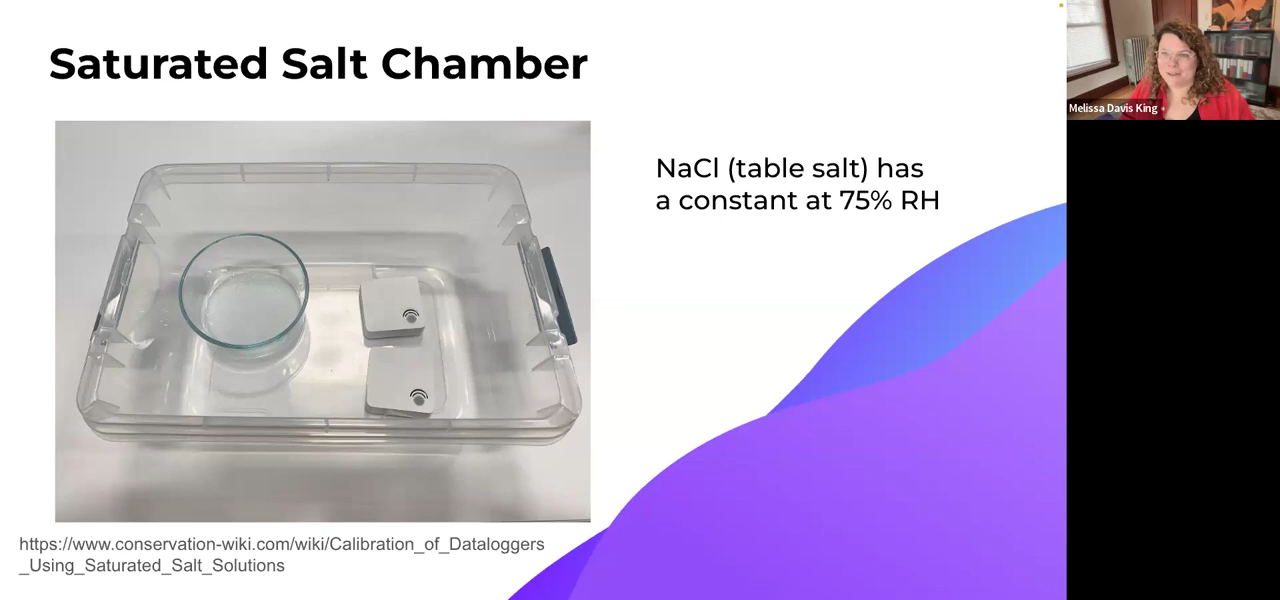 Saturated Salt Chamber
NaCl (table salt) has
a constant at 75% RH
https://www.conservation-wiki.com/wiki/Calibration_of_Dataloggers
_Using_Saturated_Salt_Solutions
Melissa Davis King